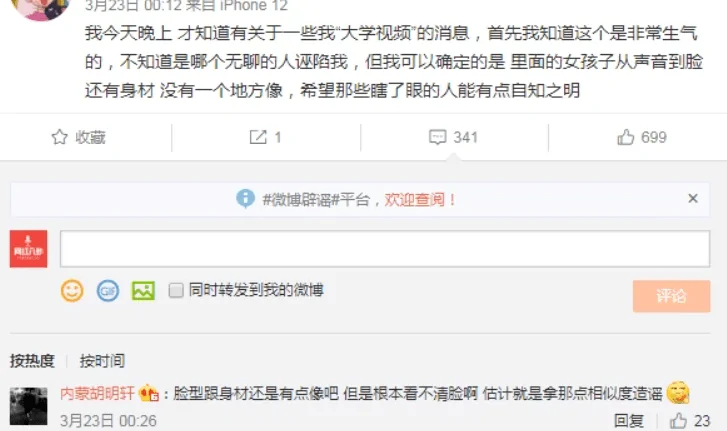 3月23日 00:12 来自 iPhone 12
我今天晚上 才知道有关于一些我“大学视频”的消息，首先我知道这个是非常生气
的，不知道是哪个无聊的人诬陷我，但我可以确定的是 里面的女孩子从声音到脸
还有身材 没有一个地方像，希望那些瞎了眼的人能有点自知之明
收藏 1 341 699
#微博辟谣#平台，欢迎查阅！
网红八卦
GIF 同时转发到我的微博 评论
按热度 按时间
内蒙胡明轩：脸型跟身材还是有点像吧 但是根本看不清脸啊 估计就是拿那点相似度造谣
3月23日 00:26 回复 23